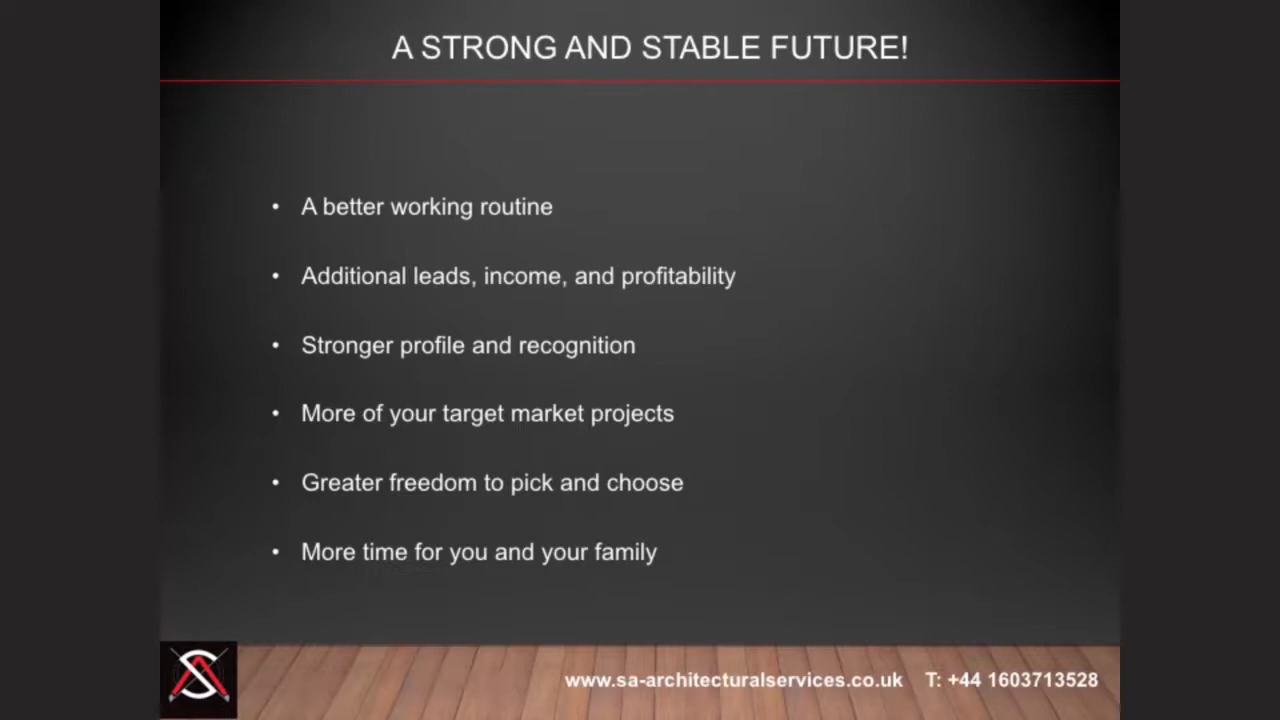 A STRONG AND STABLE FUTURE!
• A better working routine
• Additional leads, income, and profitability
• Stronger profile and recognition
• More of your target market projects
• Greater freedom to pick and choose
• More time for you and your family
SA
www.sa-architecturalservices.co.uk T: +44 1603713528